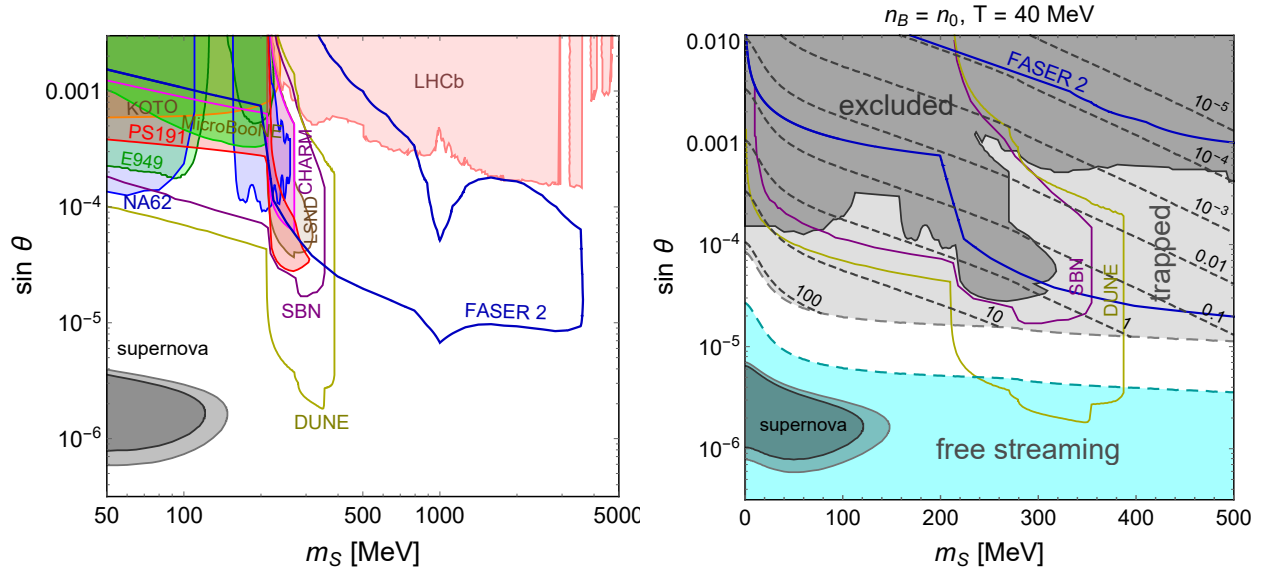 0.001
10⁻⁴
10⁻⁵
10⁻⁶
sin θ
50
100
500
1000
5000
m_S [MeV]
LHCb
KOTO
MicroBooNE
PS191
E949
NA62
CHARM
LSND
SBN
FASER 2
DUNE
supernova
n_B = n_0, T = 40 MeV
0.010
0.001
10⁻⁴
10⁻⁵
10⁻⁶
sin θ
0
100
200
300
400
500
m_S [MeV]
FASER 2
excluded
10⁻⁵
10⁻⁴
10⁻³
0.01
0.1
1
10
100
trapped
SBN
DUNE
supernova
free streaming